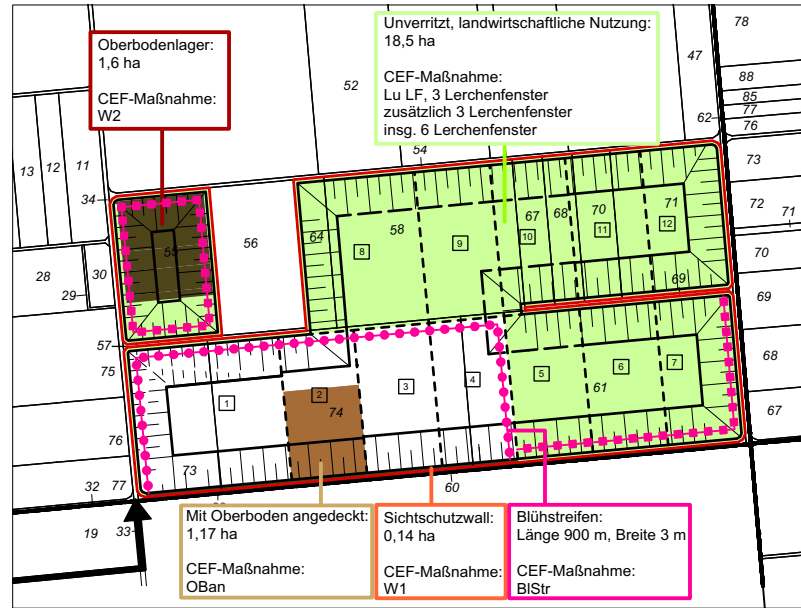 Oberbodenlager:
1,6 ha
CEF-Maßnahme:
W2
Unverritzt, landwirtschaftliche Nutzung:
18,5 ha
CEF-Maßnahme:
Lu LF, 3 Lerchenfenster
zusätzlich 3 Lerchenfenster
insg. 6 Lerchenfenster
78
47
52
88
85
77
76
62
54
13
12
11
73
34
56
64
58
67
68
70
71
72
71
8
9
10
11
12
55
28
30
29
70
69
69
57
75
68
1
2
3
4
5
6
7
74
61
67
76
73
77
32
60
19
33
Mit Oberboden angedeckt:
1,17 ha
CEF-Maßnahme:
OBan
Sichtschutzwall:
0,14 ha
CEF-Maßnahme:
W1
Blühstreifen:
Länge 900 m, Breite 3 m
CEF-Maßnahme:
BlStr